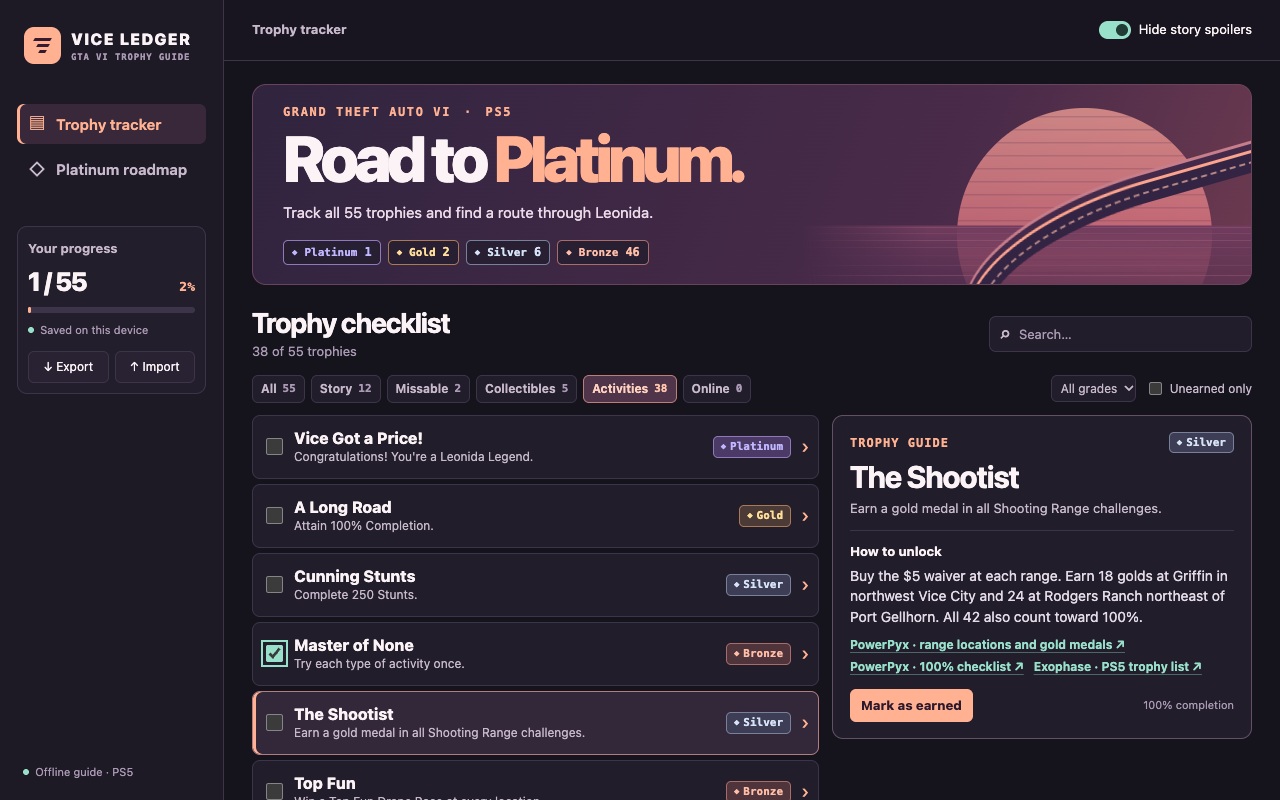 VICE LEDGER
GTA VI TROPHY GUIDE
Trophy tracker
Platinum roadmap
Your progress
1/55
2%
Saved on this device
↓ Export
↑ Import
Offline guide · PS5
Trophy tracker
Hide story spoilers
GRAND THEFT AUTO VI · PS5
Road to Platinum.
Track all 55 trophies and find a route through Leonida.
Platinum 1
Gold 2
Silver 6
Bronze 46
Trophy checklist
38 of 55 trophies
Search...
All 55
Story 12
Missable 2
Collectibles 5
Activities 38
Online 0
All grades
Unearned only
Vice Got a Price!
Congratulations! You're a Leonida Legend.
Platinum
A Long Road
Attain 100% Completion.
Gold
Cunning Stunts
Complete 250 Stunts.
Silver
Master of None
Try each type of activity once.
Bronze
The Shootist
Earn a gold medal in all Shooting Range challenges.
Silver
Top Fun
Bronze
TROPHY GUIDE
Silver
The Shootist
Earn a gold medal in all Shooting Range challenges.
How to unlock
Buy the $5 waiver at each range. Earn 18 golds at Griffin in
northwest Vice City and 24 at Rodgers Ranch northeast of
Port Gellhorn. All 42 also count toward 100%.
PowerPyx · range locations and gold medals ↗
PowerPyx · 100% checklist ↗ Exophase · PS5 trophy list ↗
Mark as earned
100% completion